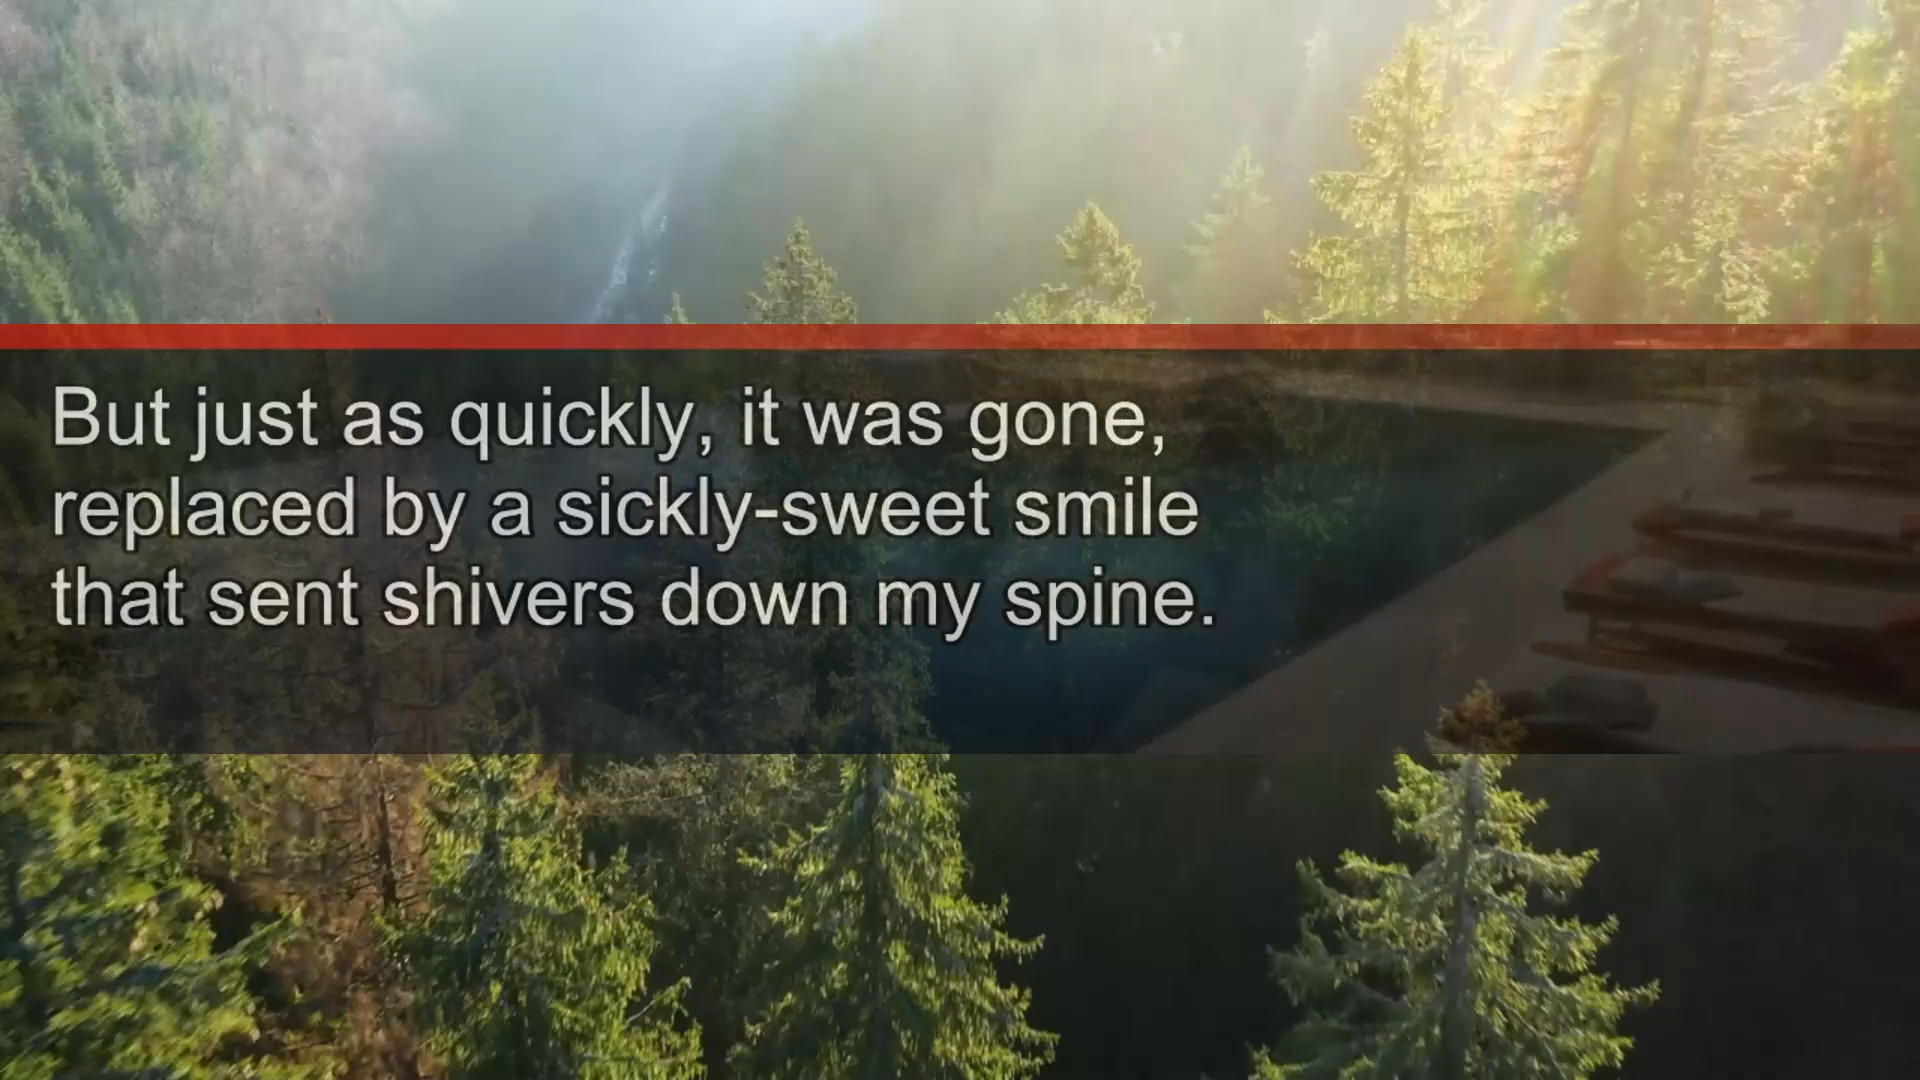 But just as quickly, it was gone,
replaced by a sickly-sweet smile
that sent shivers down my spine.